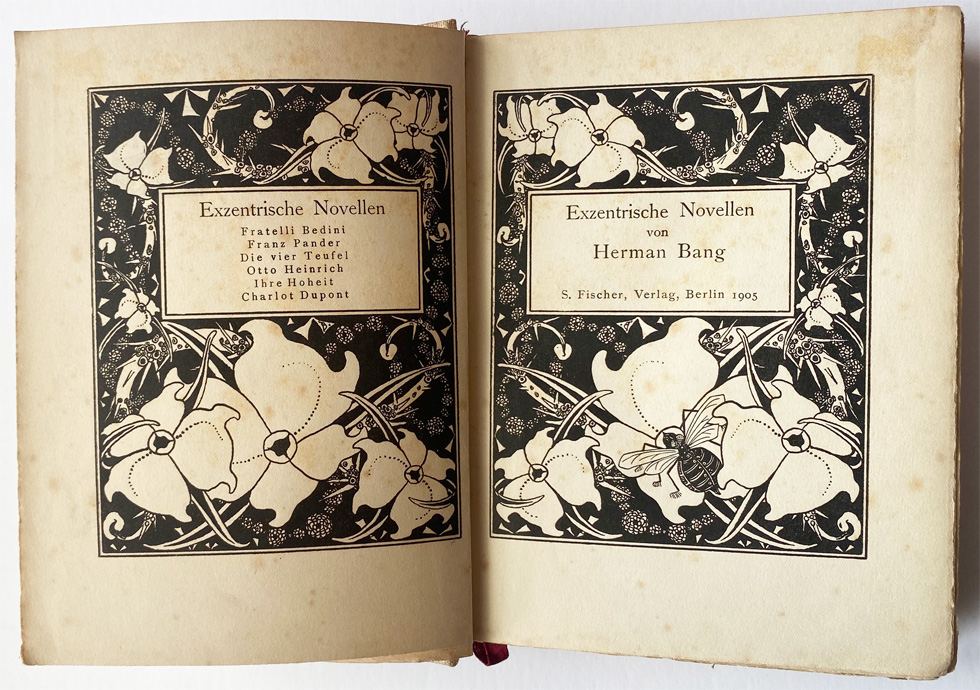 Exzentrische Novellen
Fratelli Bedini
Franz Pander
Die vier Teufel
Otto Heinrich
Ihre Hoheit
Charlot Dupont
Exzentrische Novellen
von
Herman Bang
S. Fischer, Verlag, Berlin 1905